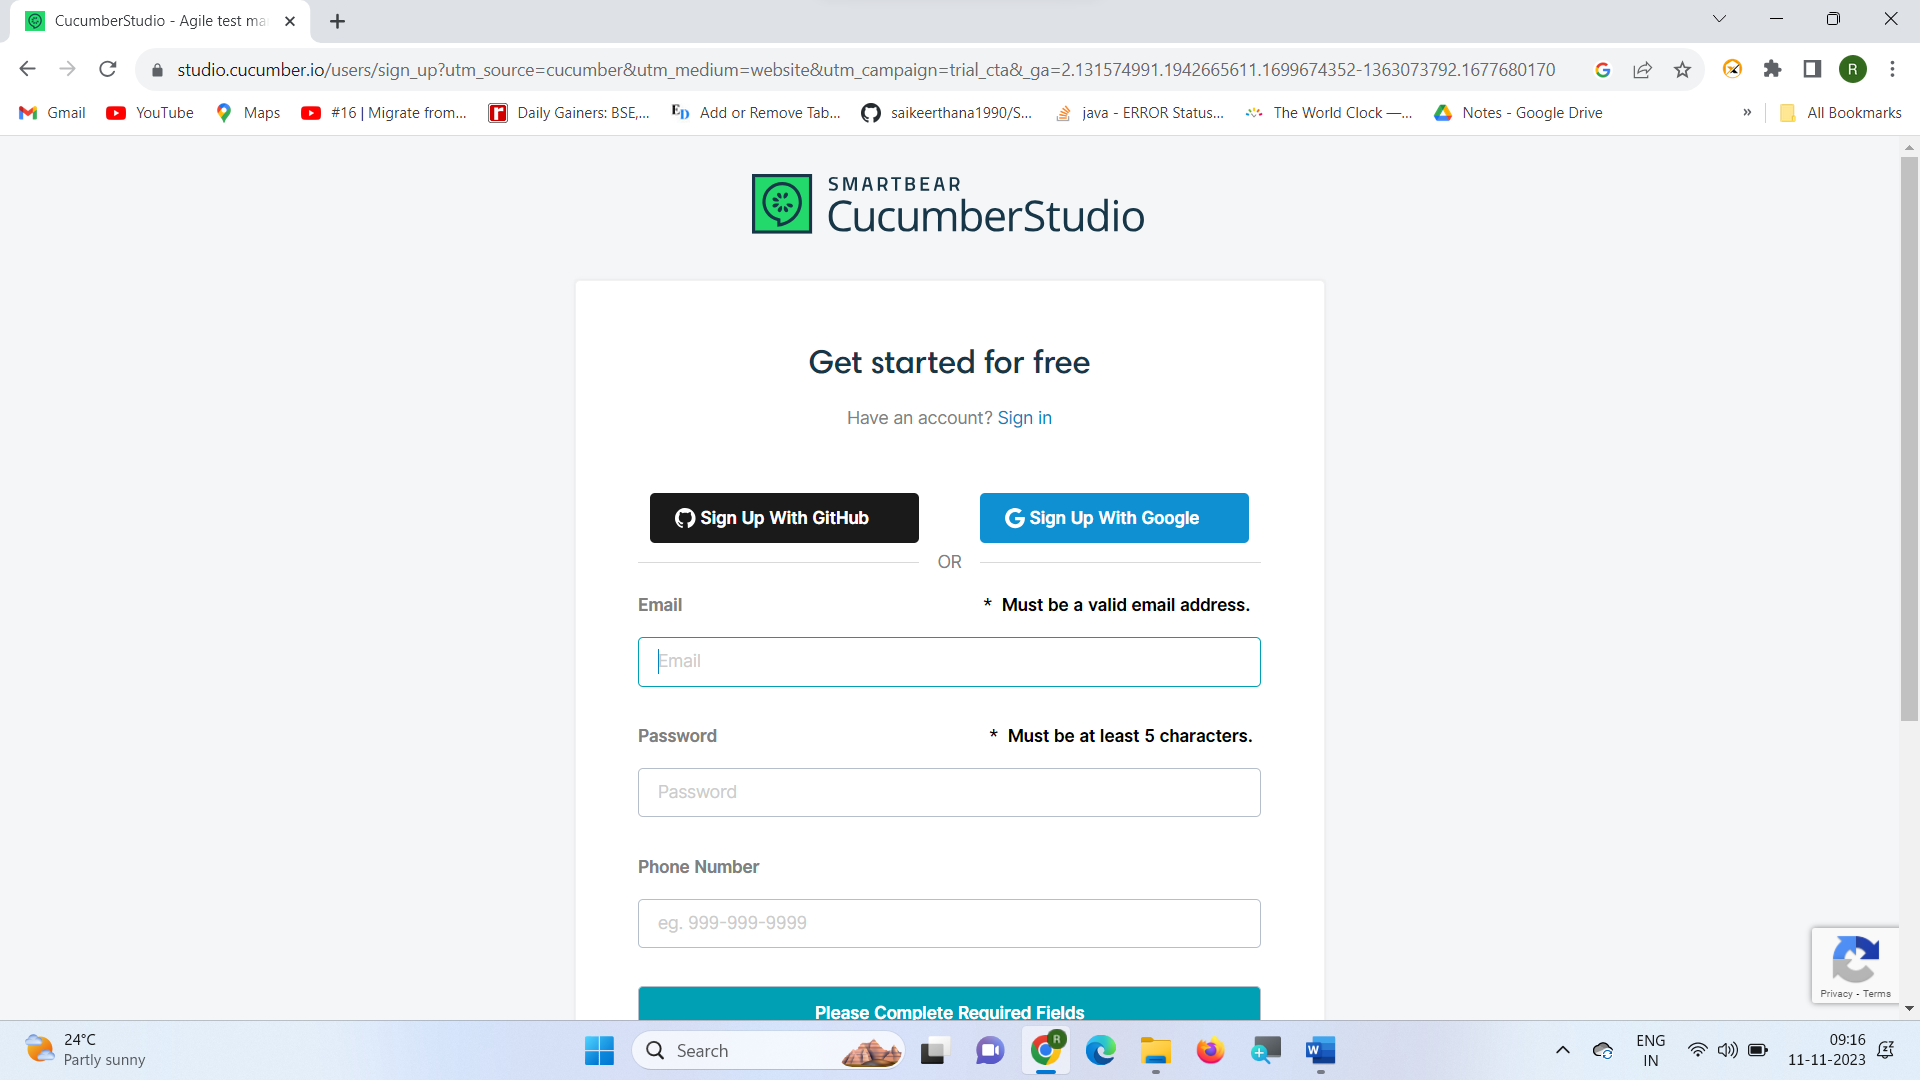 CucumberStudio - Agile test ma
studio.cucumber.io/users/sign_up?utm_source=cucumber&utm_medium=website&utm_campaign=trial_cta&_ga=2.131574991.1942665611.1699674352-1363073792.1677680170
R
Gmail YouTube Maps #16 | Migrate from... Daily Gainers: BSE,... Add or Remove Tab... saikeerthana1990/S... java - ERROR Status... The World Clock —... Notes - Google Drive » All Bookmarks
SMARTBEAR
CucumberStudio
Get started for free
Have an account? Sign in
Sign Up With GitHub Sign Up With Google
OR
Email * Must be a valid email address.
Email
Password * Must be at least 5 characters.
Password
Phone Number
eg. 999-999-9999
Privacy - Terms
Please Complete Required Fields
24°C
Partly sunny
Search
ENG
IN
09:16
11-11-2023